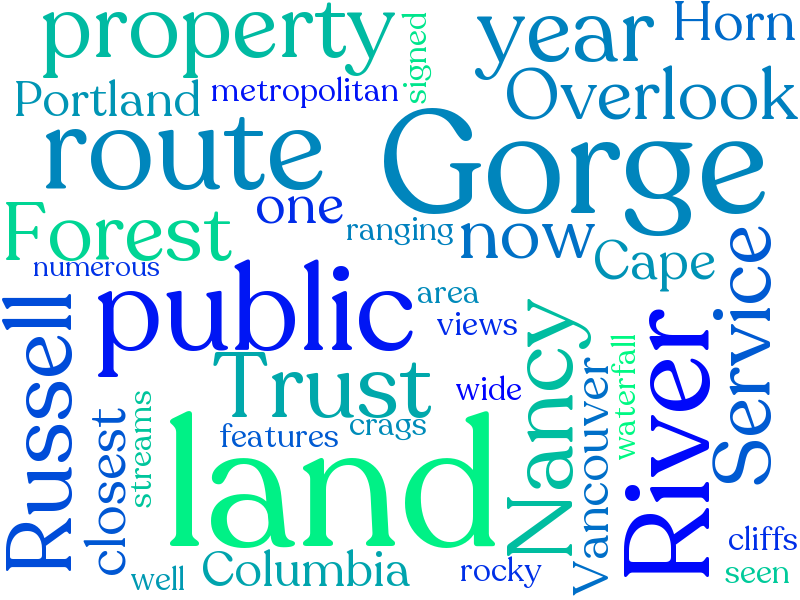 property
signed
year
Horn
Portland
metropolitan
Overlook
route
Gorge
Forest
one
ranging
now
Cape
numerous
public
area
views
Service
Russell
Trust
Nancy
River
closest
streams
features
crags
wide
Vancouver
waterfall
land
well
Columbia
rocky
cliffs
seen